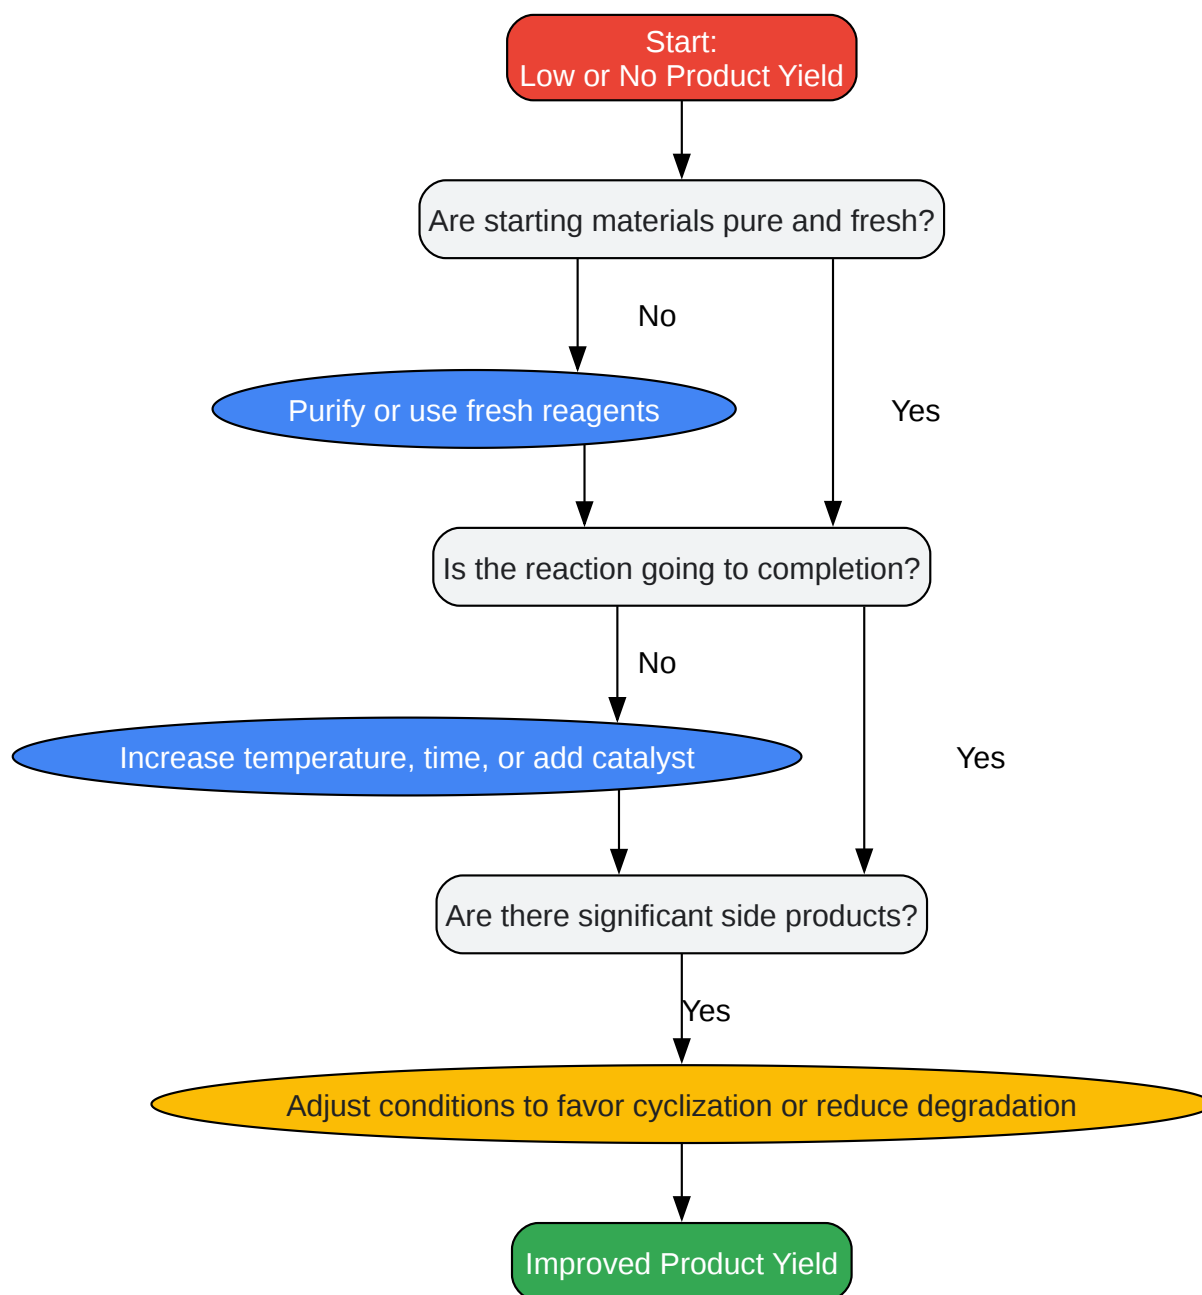 Start:
Low or No Product Yield
Are starting materials pure and fresh?
No
Purify or use fresh reagents
Yes
Is the reaction going to completion?
No
Increase temperature, time, or add catalyst
Yes
Are there significant side products?
Yes
Adjust conditions to favor cyclization or reduce degradation
Improved Product Yield